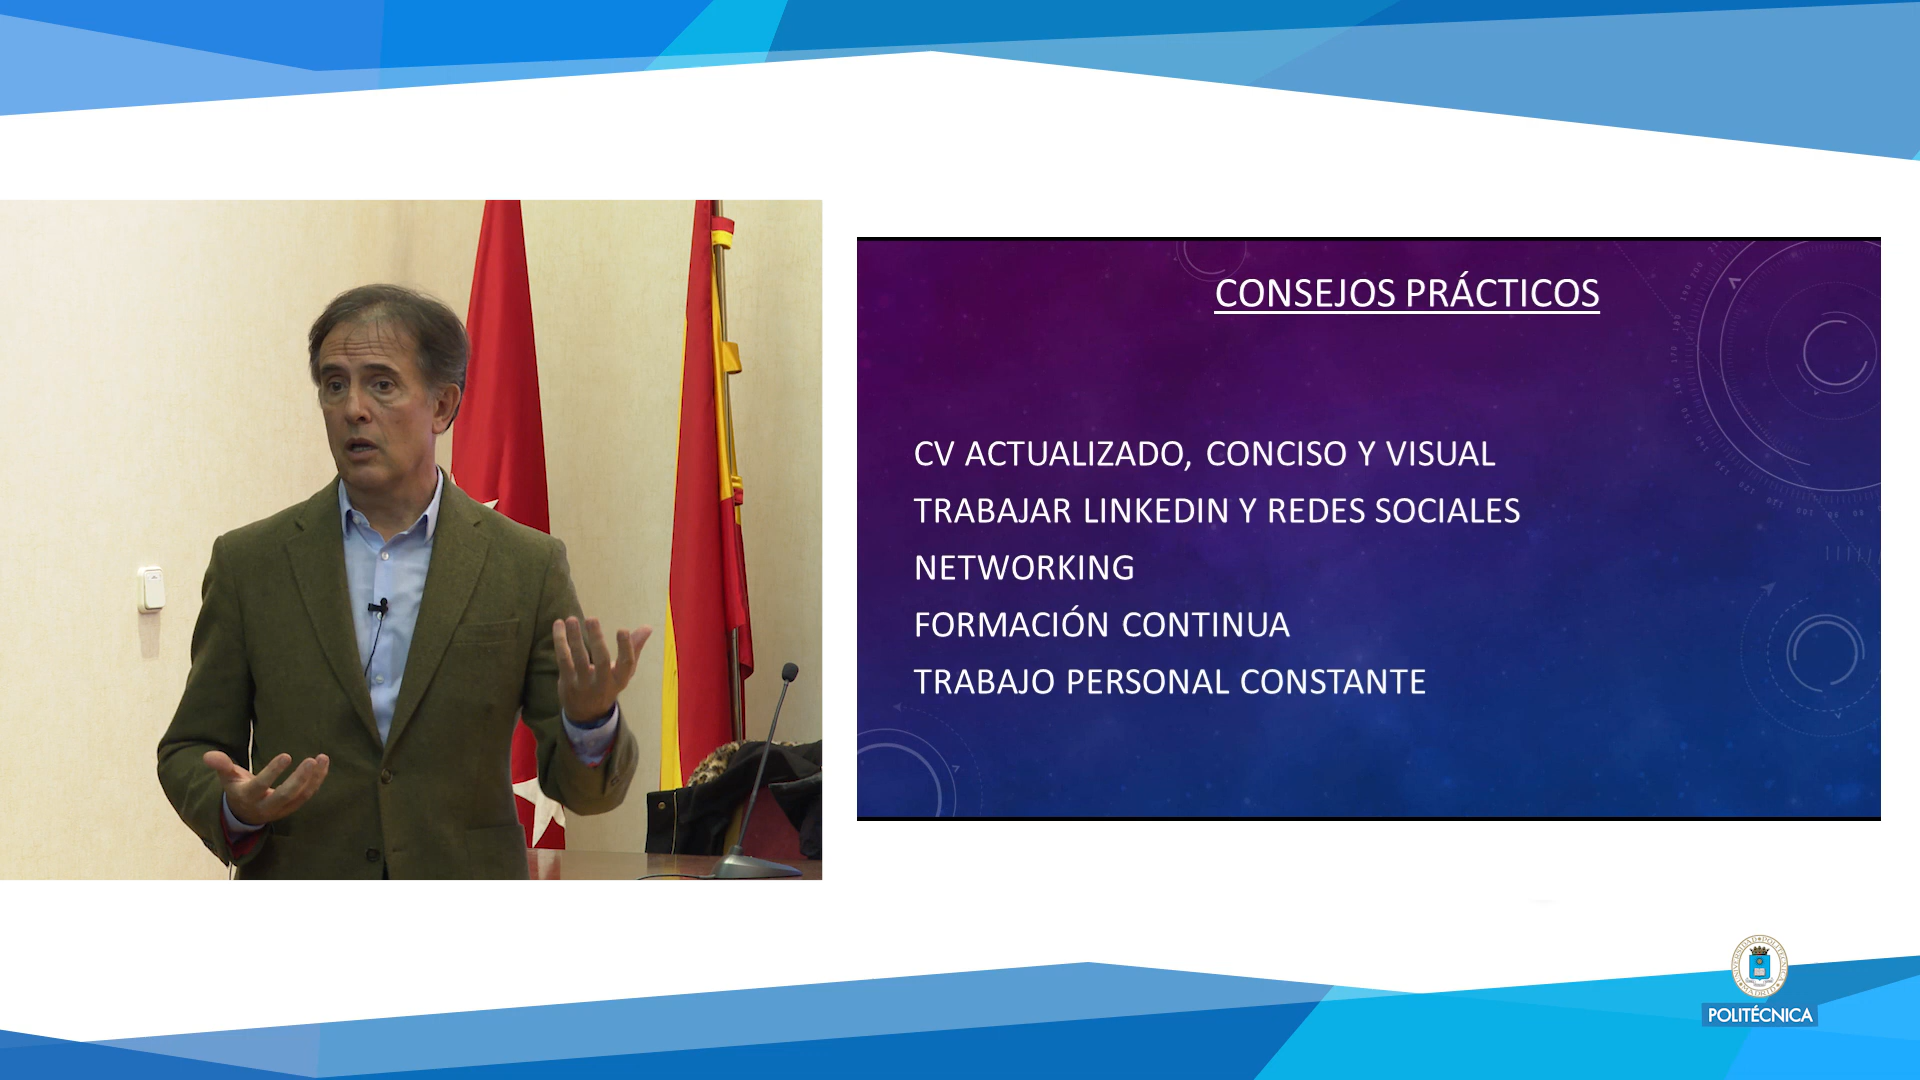 CONSEJOS PRÁCTICOS
CV ACTUALIZADO, CONCISO Y VISUAL
TRABAJAR LINKEDIN Y REDES SOCIALES
NETWORKING
FORMACIÓN CONTINUA
TRABAJO PERSONAL CONSTANTE
POLITÉCNICA